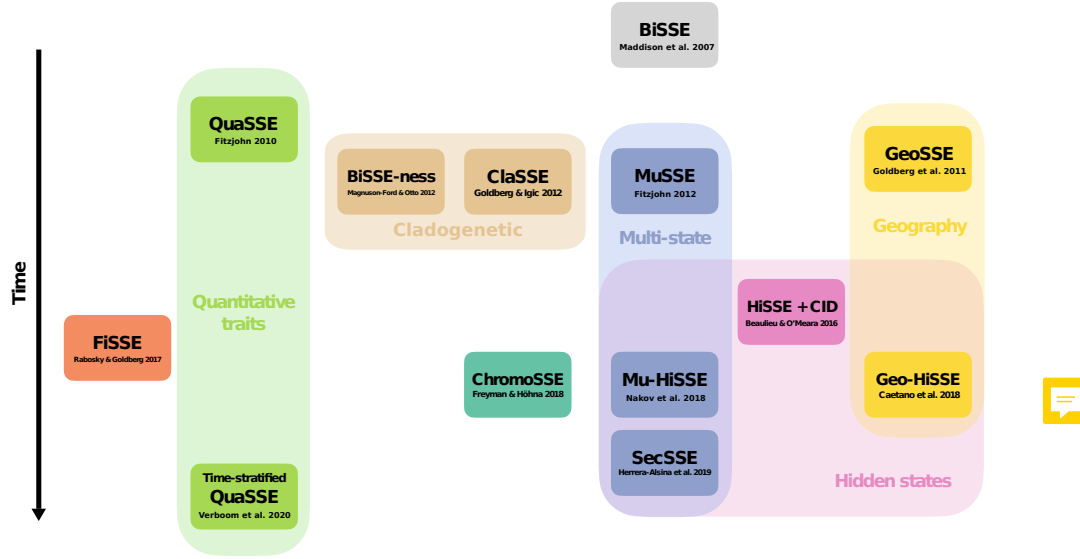 BiSSE
Maddison et al. 2007
QuaSSE
Fitzjohn 2010
BiSSE-ness
Magnuson-Ford & Otto 2012
ClaSSE
Goldberg & Igic 2012
Cladogenetic
MuSSE
Fitzjohn 2012
Multi-state
GeoSSE
Goldberg et al. 2011
Geography
Time
Quantitative
traits
HiSSE + CID
Beaulieu & O'Meara 2016
FiSSE
Rabosky & Goldberg 2017
ChromoSSE
Freyman & Höhna 2018
Mu-HiSSE
Nakov et al. 2018
Geo-HiSSE
Caetano et al. 2018
SecSSE
Herrera-Alsina et al. 2019
Hidden states
Time-stratified
QuaSSE
Verboom et al. 2020